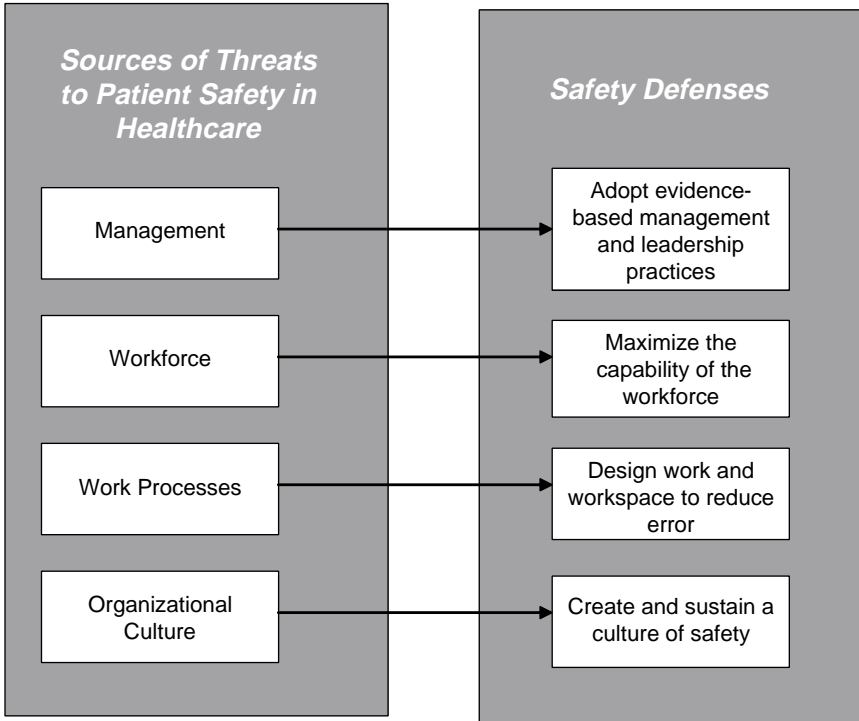 Sources of Threats
to Patient Safety in
Healthcare
Management
Workforce
Work Processes
Organizational
Culture
Safety Defenses
Adopt evidence-
based management
and leadership
practices
Maximize the
capability of the
workforce
Design work and
workspace to reduce
error
Create and sustain a
culture of safety